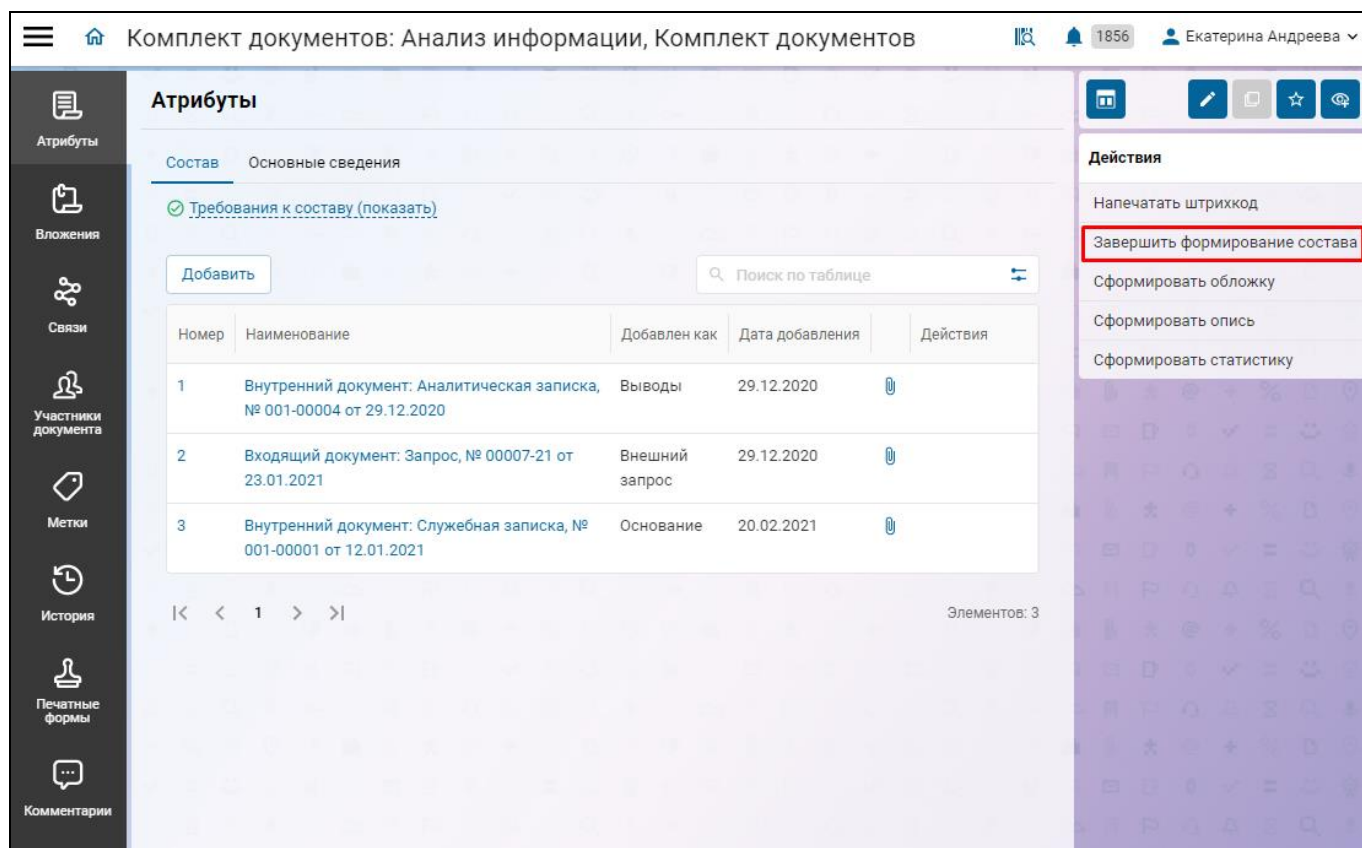 Комплект документов: Анализ информации, Комплект документов
1856
Екатерина Андреева
Атрибуты
Вложения
Связи
Участники
документа
Метки
История
Печатные
формы
Комментарии
Атрибуты
Состав Основные сведения
Требования к составу (показать)
Добавить Поиск по таблице
Номер Наименование Добавлен как Дата добавления Действия
1 Внутренний документ: Аналитическая записка, Выводы 29.12.2020
№ 001-00004 от 29.12.2020
2 Входящий документ: Запрос, № 00007-21 от Внешний 29.12.2020
23.01.2021 запрос
3 Внутренний документ: Служебная записка, № Основание 20.02.2021
001-00001 от 12.01.2021
1
Элементов: 3
Действия
Напечатать штрихкод
Завершить формирование состава
Сформировать обложку
Сформировать опись
Сформировать статистику